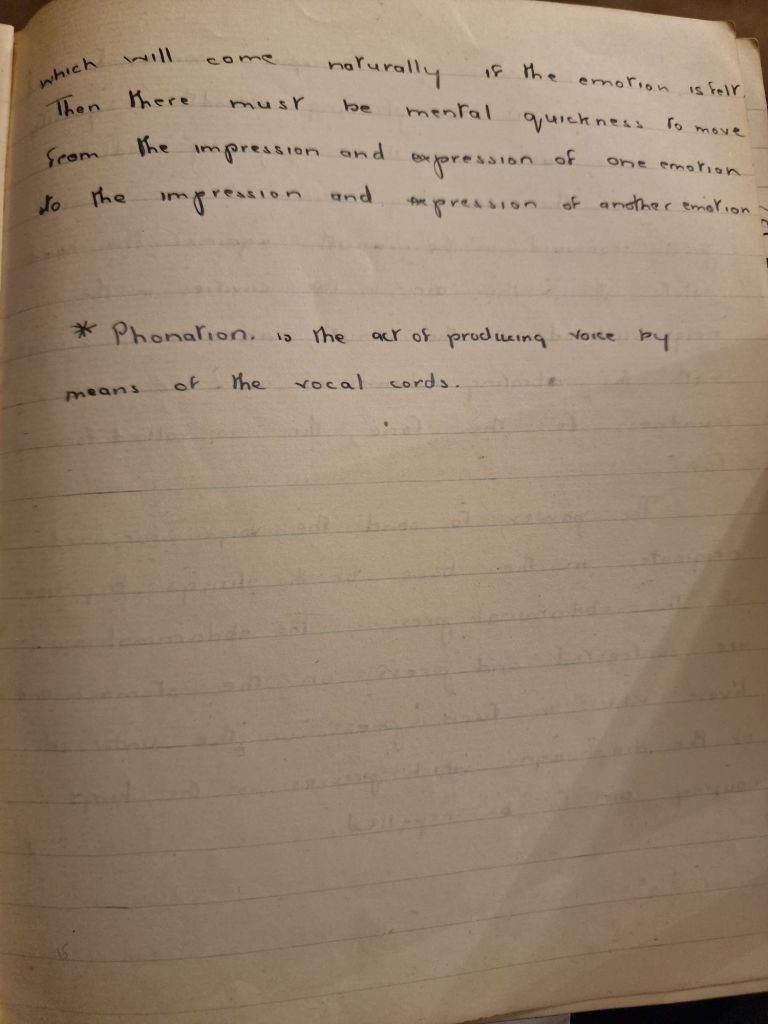 which will come naturally if the emotion is felt.
Then there must be mental quickness to move
from the impression and expression of one emotion
to the impression and expression of another emotion
* Phonation. is the act of producing voice by
means of the vocal cords.
15